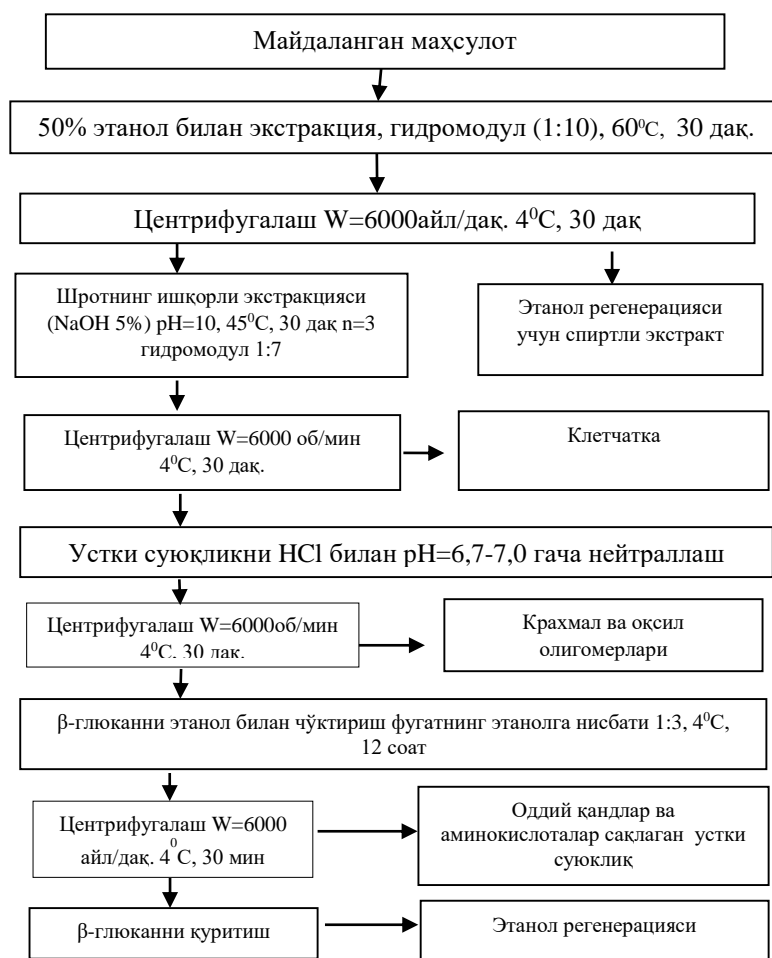 Майдаланган маҳсулот
50% этанол билан экстракция, гидромодул (1:10), 60⁰С, 30 дақ.
Центрифугалаш W=6000айл/дақ. 4⁰С, 30 дақ
Шротнинг ишқорли экстракцияси
(NaOH 5%) pH=10, 45⁰С, 30 дақ n=3
гидромодул 1:7
Этанол регенерацияси
учун спиртли экстракт
Центрифугалаш W=6000 об/мин
4⁰С, 30 дақ.
Клетчатка
Устки суюқликни HCl билан pH=6,7-7,0 гача нейтраллаш
Центрифугалаш W=6000об/мин
4⁰С, 30 дақ.
Крахмал ва оқсил
олигомерлари
β-глюканни этанол билан чўктириш фугатнинг этанолга нисбати 1:3, 4⁰С,
12 соат
Центрифугалаш W=6000
айл/дақ. 4⁰С, 30 мин
Оддий қандлар ва
аминокислоталар сақлаган устки
суюклиқ
β-глюканни қуритиш
Этанол регенерацияси